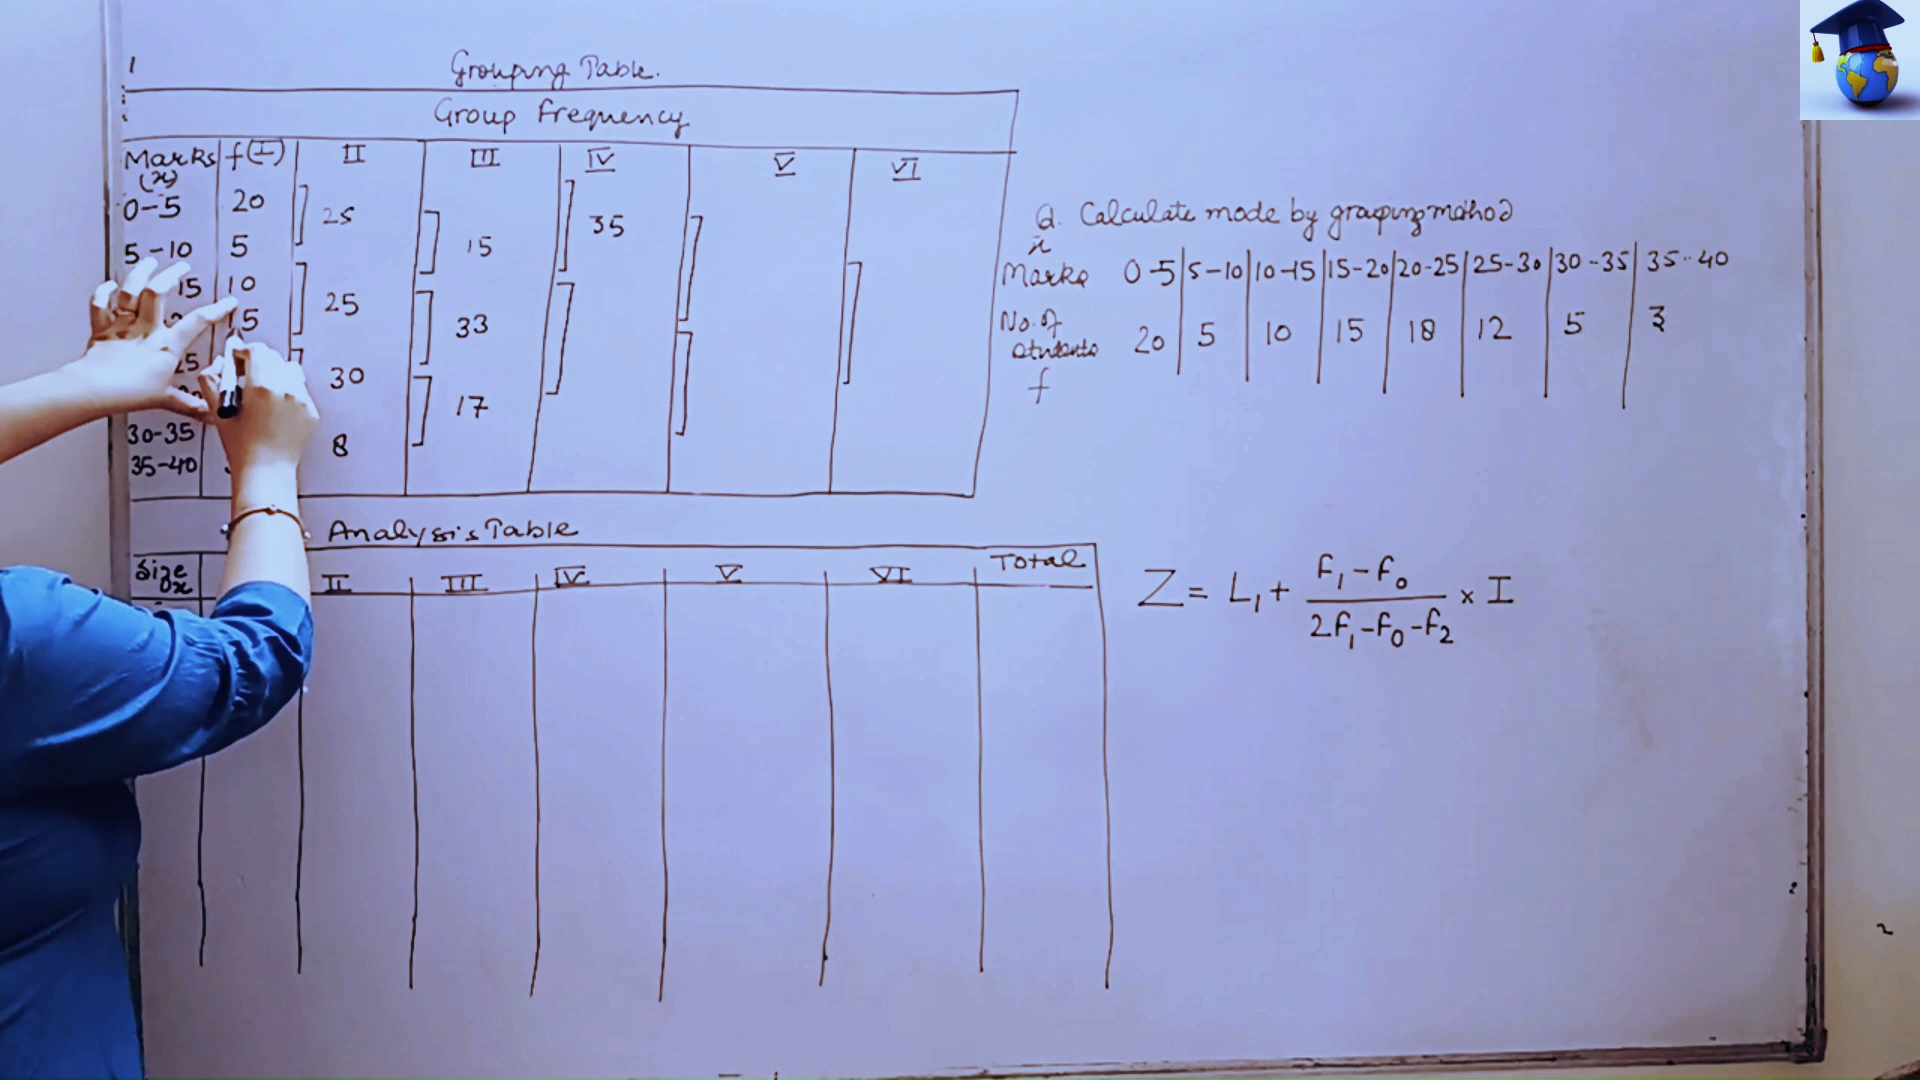 Grouping Table.
Group frequency
Marks f(I) II III IV V VI
(x)
0-5 20 25 35
5-10 5 15
15 10 25
15 33
25 30
17
30-35 8
35-40
Q. Calculate mode by grouping method
x
Marks 0-5 5-10 10-15 15-20 20-25 25-30 30-35 35-40
No. of students 20 5 10 15 18 12 5 3
f
Analysis Table
Size x II III IV V VI Total
Z = L₁ + f₁-f₀ / 2f₁-f₀-f₂ × I